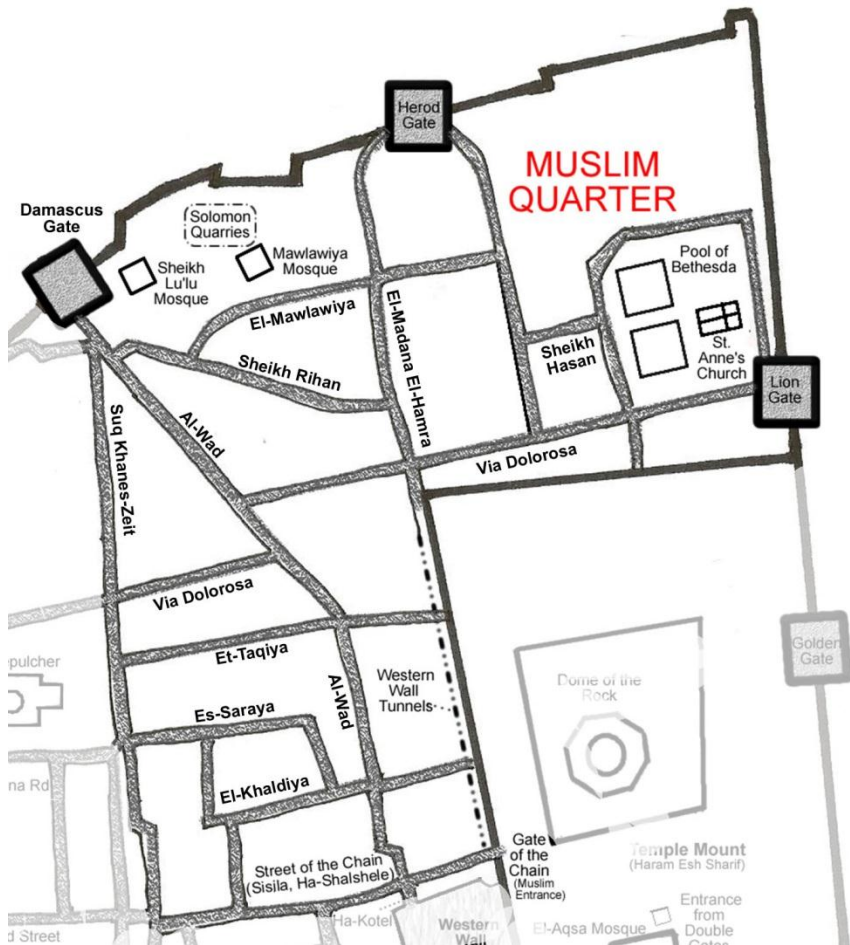 Herod
Gate
MUSLIM
QUARTER
Damascus
Gate
Solomon
Quarries
Mawlawiya
Mosque
Sheikh
Lu'lu
Mosque
Pool of
Bethesda
St.
Anne's
Church
El-Mawlawiya
El-Madana El-Hamra
Sheikh
Hasan
Sheikh Rihan
Lion
Gate
Suq Khanes-Zeit
Al-Wad
Via Dolorosa
Via Dolorosa
Et-Taqiya
Golden
Gate
epulcher
Western
Wall
Tunnels
Al-Wad
Dome of the
Rock
Es-Saraya
na Rd
El-Khaldiya
Gate
of the
Chain
(Muslim
Entrance)
Temple Mount
(Haram Esh Sharif)
Street of the Chain
(Sisila, Ha-Shalshele)
Entrance
from
Double
Gates
Ha-Kotel
Western
Wall
El-Aqsa Mosque
d Street